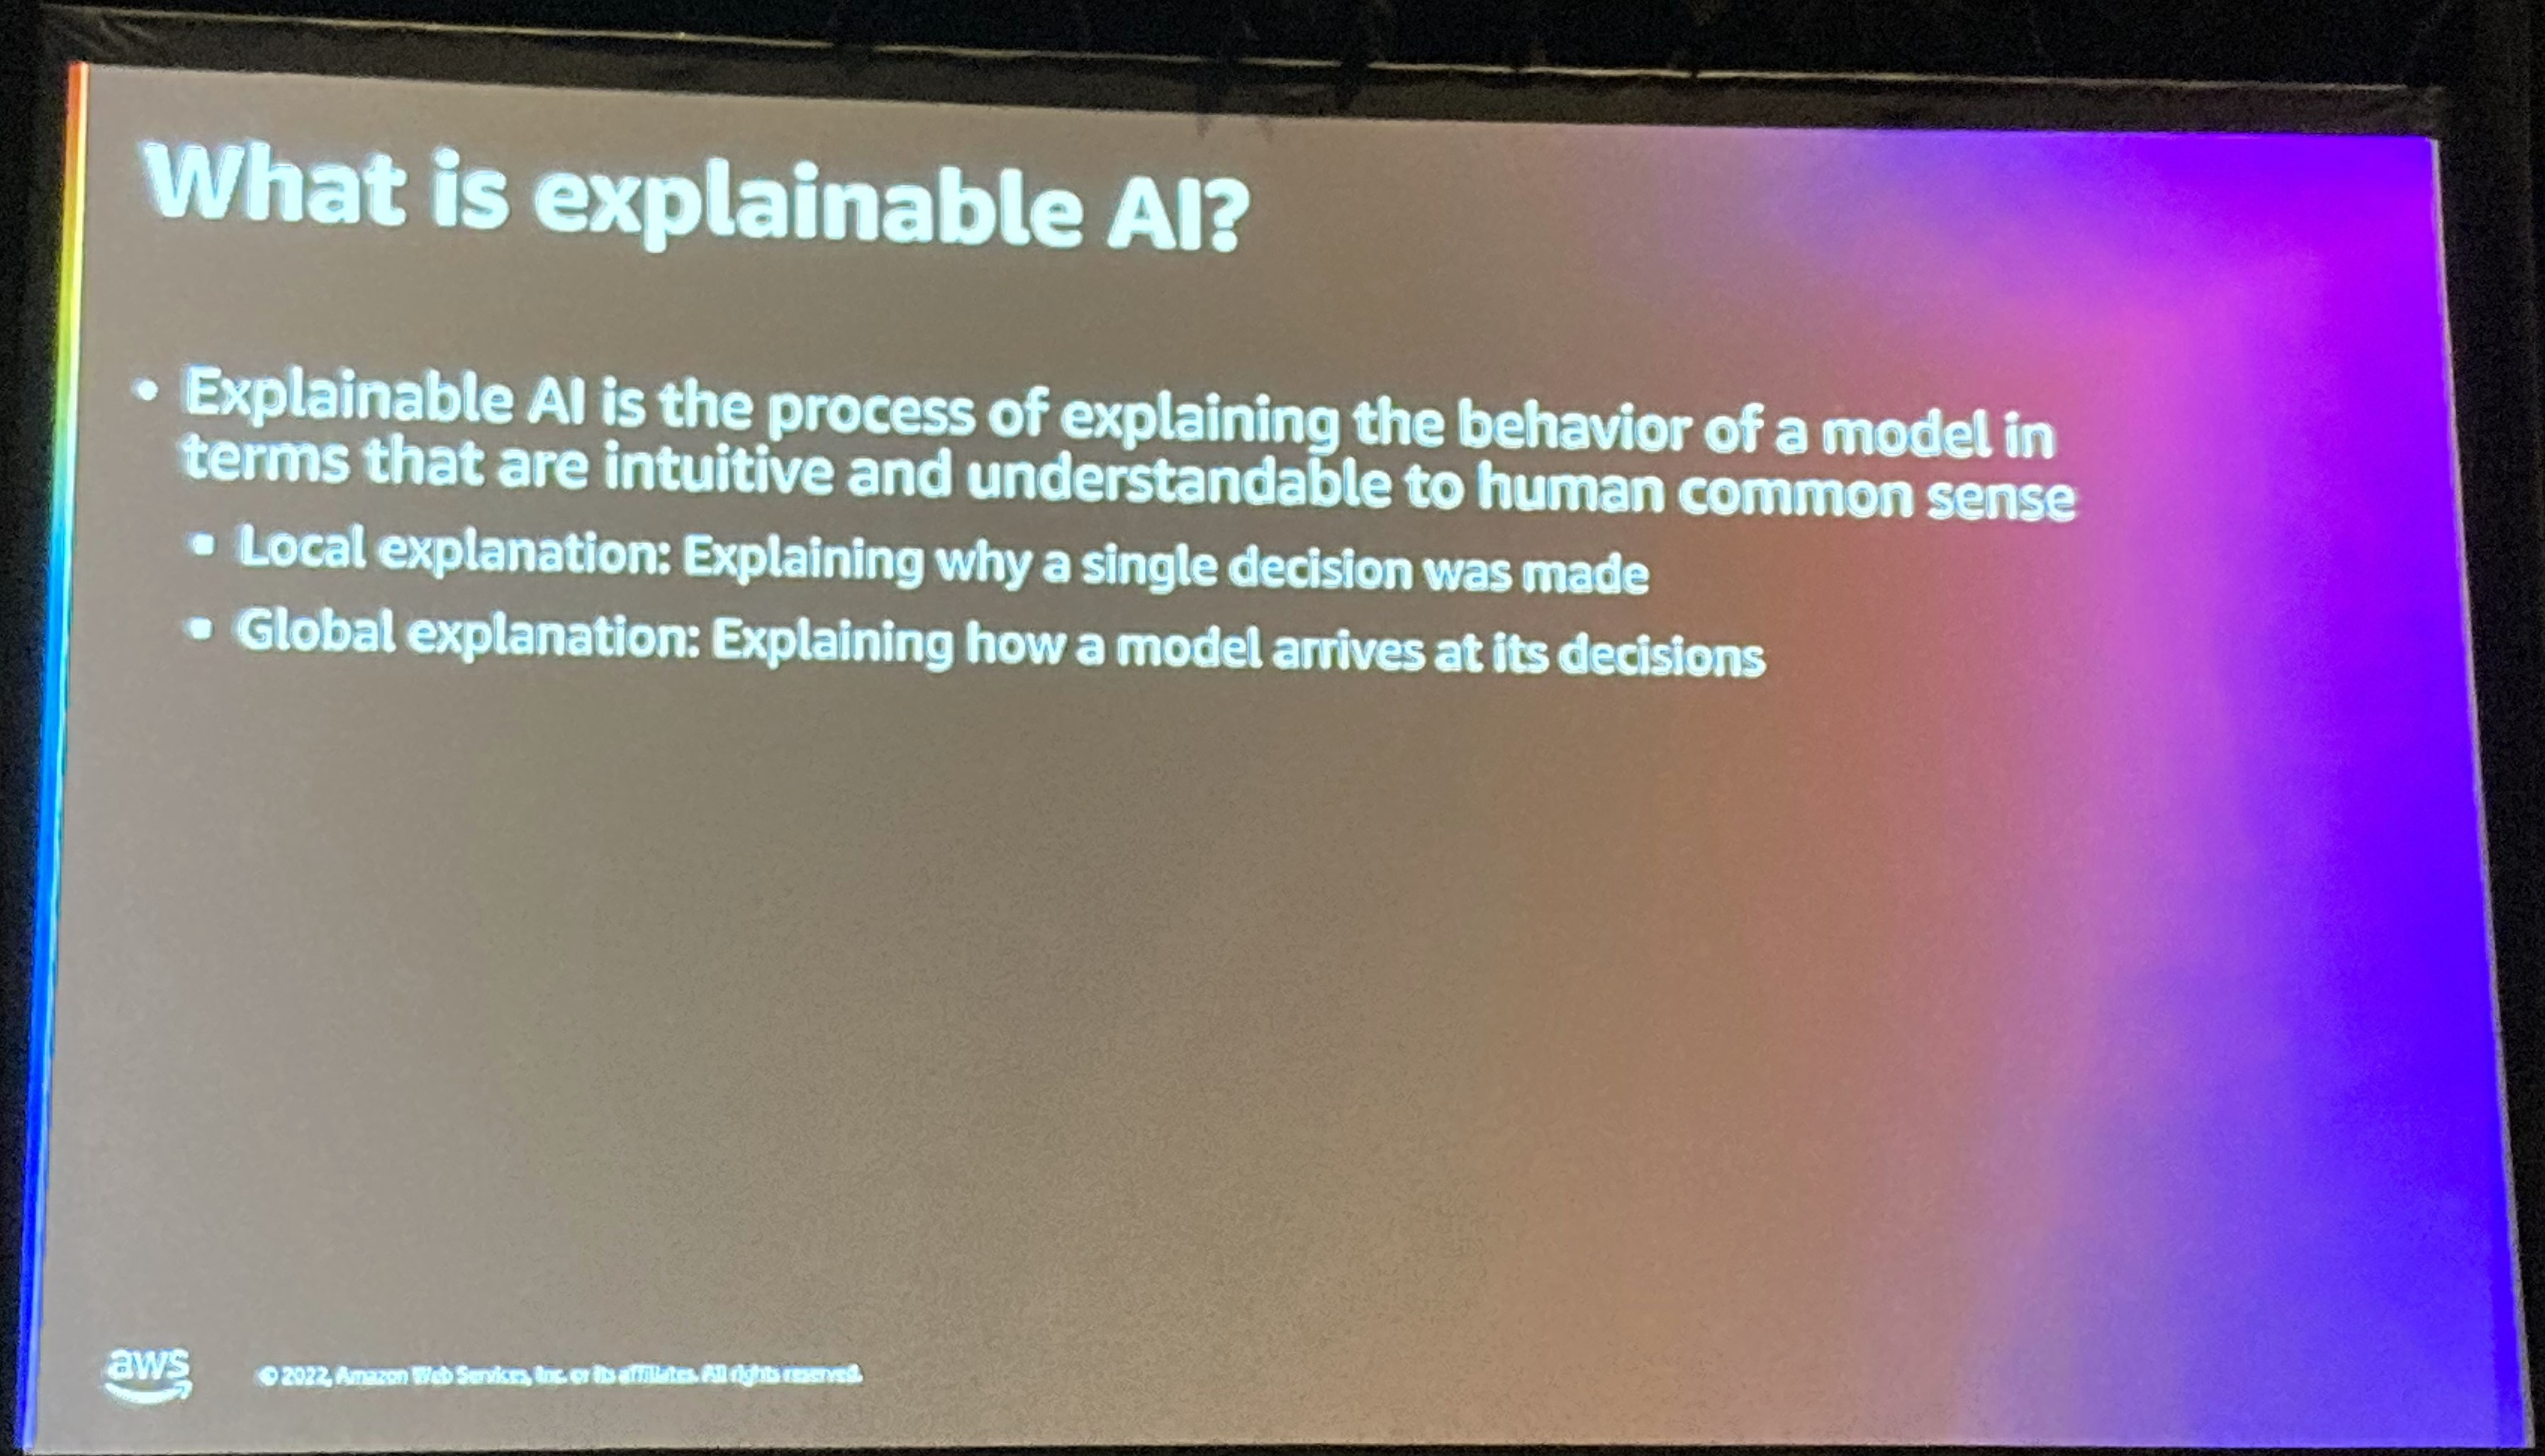 What is explainable AI?
• Explainable AI is the process of explaining the behavior of a model in
terms that are intuitive and understandable to human common sense
▪ Local explanation: Explaining why a single decision was made
▪ Global explanation: Explaining how a model arrives at its decisions
aws
© 2022, Amazon Web Services, Inc. or its affiliates. All rights reserved.